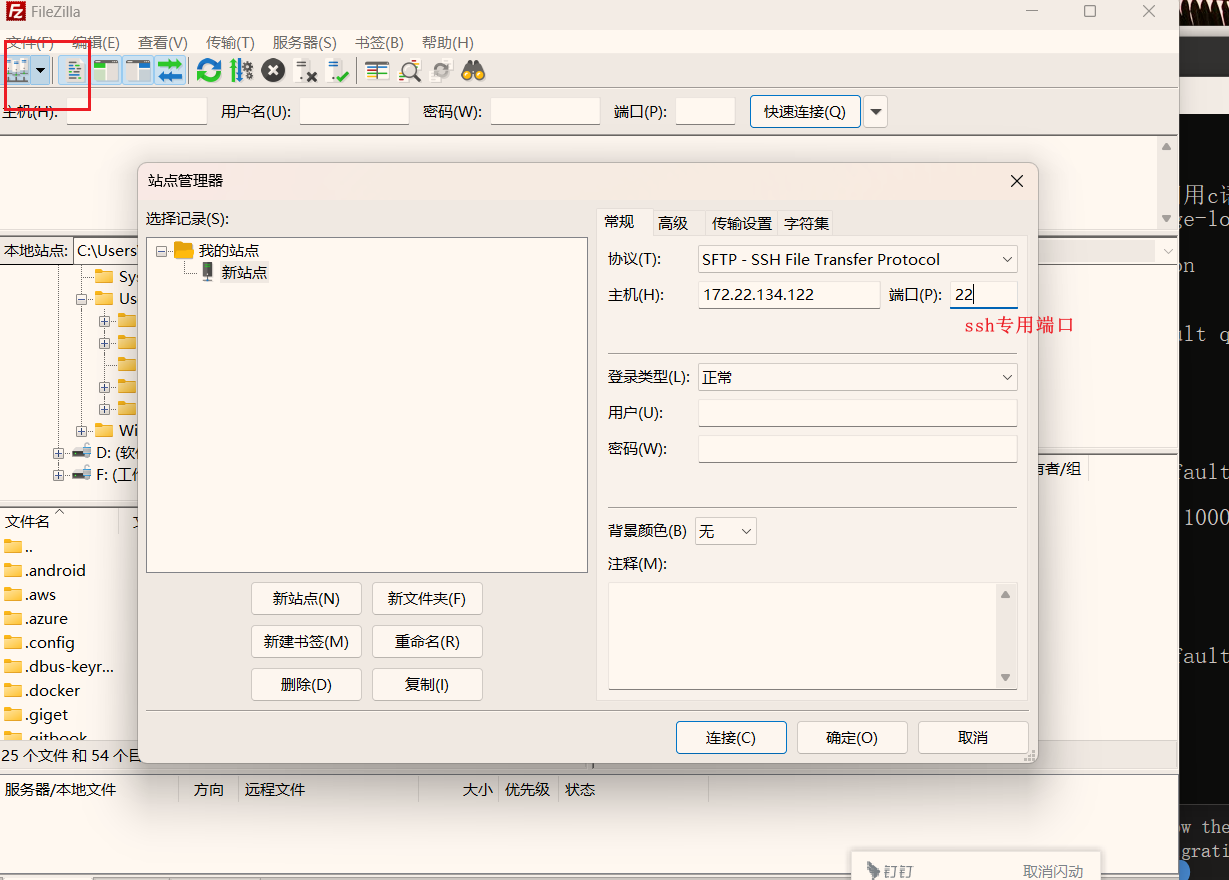 FileZilla
文件(F) 编辑(E) 查看(V) 传输(T) 服务器(S) 书签(B) 帮助(H)
主机(H): 用户名(U): 密码(W): 端口(P): 快速连接(Q)
站点管理器
选择记录(S):
我的站点
新站点
新站点(N) 新文件夹(F)
新建书签(M) 重命名(R)
删除(D) 复制(I)
常规 高级 传输设置 字符集
协议(T): SFTP - SSH File Transfer Protocol
主机(H): 172.22.134.122 端口(P): 22
ssh专用端口
登录类型(L): 正常
用户(U):
密码(W):
背景颜色(B) 无
注释(M):
连接(C) 确定(O) 取消
本地站点: C:\Users
Sys
Us
Wi
D: (软
F: (工
文件名
..
.android
.aws
.azure
.config
.dbus-keyr...
.docker
.giget
.gitbook
25 个文件 和 54 个目
有者/组
服务器/本地文件 方向 远程文件 大小 优先级 状态
用c语
ge-lo
on
ult q
fault
1000
fault
ow the
grati
钉钉 取消闪动